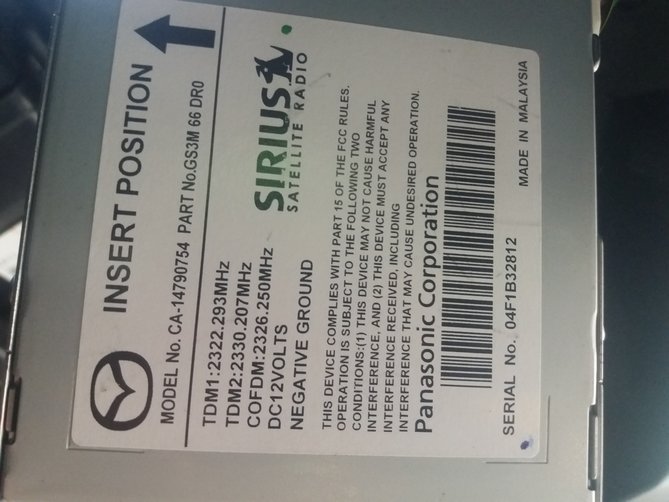 INSERT POSITION
MODEL No. CA-14790754 PART No.GS3M 66 DR0
TDM1:2322.293MHz
TDM2:2330.207MHz
COFDM:2326.250MHz
DC12VOLTS
NEGATIVE GROUND
SIRIUS
SATELLITE RADIO
THIS DEVICE COMPLIES WITH PART 15 OF THE FCC RULES.
OPERATION IS SUBJECT TO THE FOLLOWING TWO
CONDITIONS:(1) THIS DEVICE MAY NOT CAUSE HARMFUL
INTERFERENCE, AND (2) THIS DEVICE MUST ACCEPT ANY
INTERFERENCE RECEIVED, INCLUDING
INTERFERENCE THAT MAY CAUSE UNDESIRED OPERATION.
Panasonic Corporation
SERIAL No. 04F1B32812
MADE IN MALAYSIA